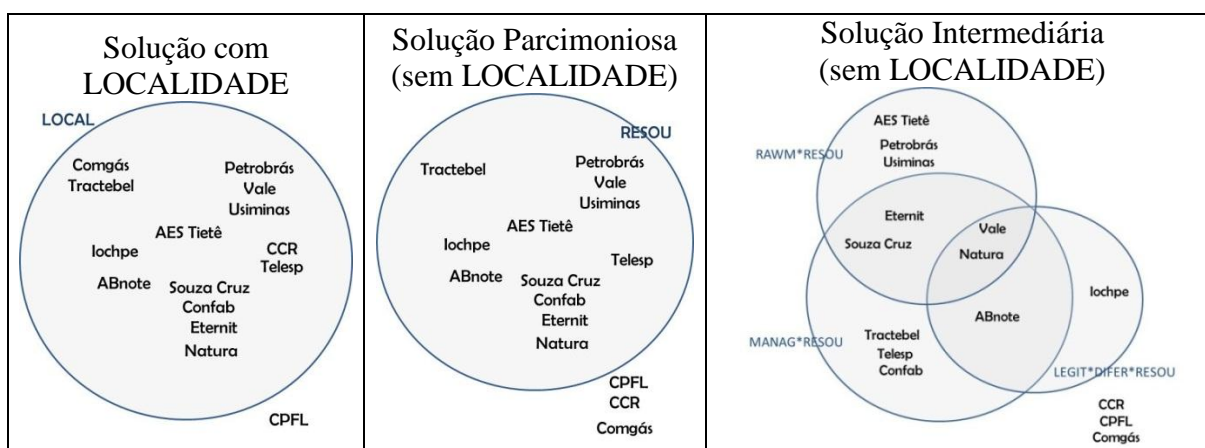 Solução com
LOCALIDADE
LOCAL
Comgás
Tractebel
Petrobrás
Vale
Usiminas
AES Tietê
Iochpe
CCR
Telesp
ABnote
Souza Cruz
Confab
Eternit
Natura
CPFL
Solução Parcimoniosa
(sem LOCALIDADE)
RESOU
Tractebel
Petrobrás
Vale
Usiminas
AES Tietê
Iochpe
Telesp
ABnote
Souza Cruz
Confab
Eternit
Natura
CPFL
CCR
Comgás
Solução Intermediária
(sem LOCALIDADE)
AES Tietê
Petrobrás
Usiminas
RAWM*RESOU
Eternit
Souza Cruz
Vale
Natura
Iochpe
ABnote
Tractebel
Telesp
Confab
MANAG*RESOU
LEGIT*DIFER*RESOU
CCR
CPFL
Comgás